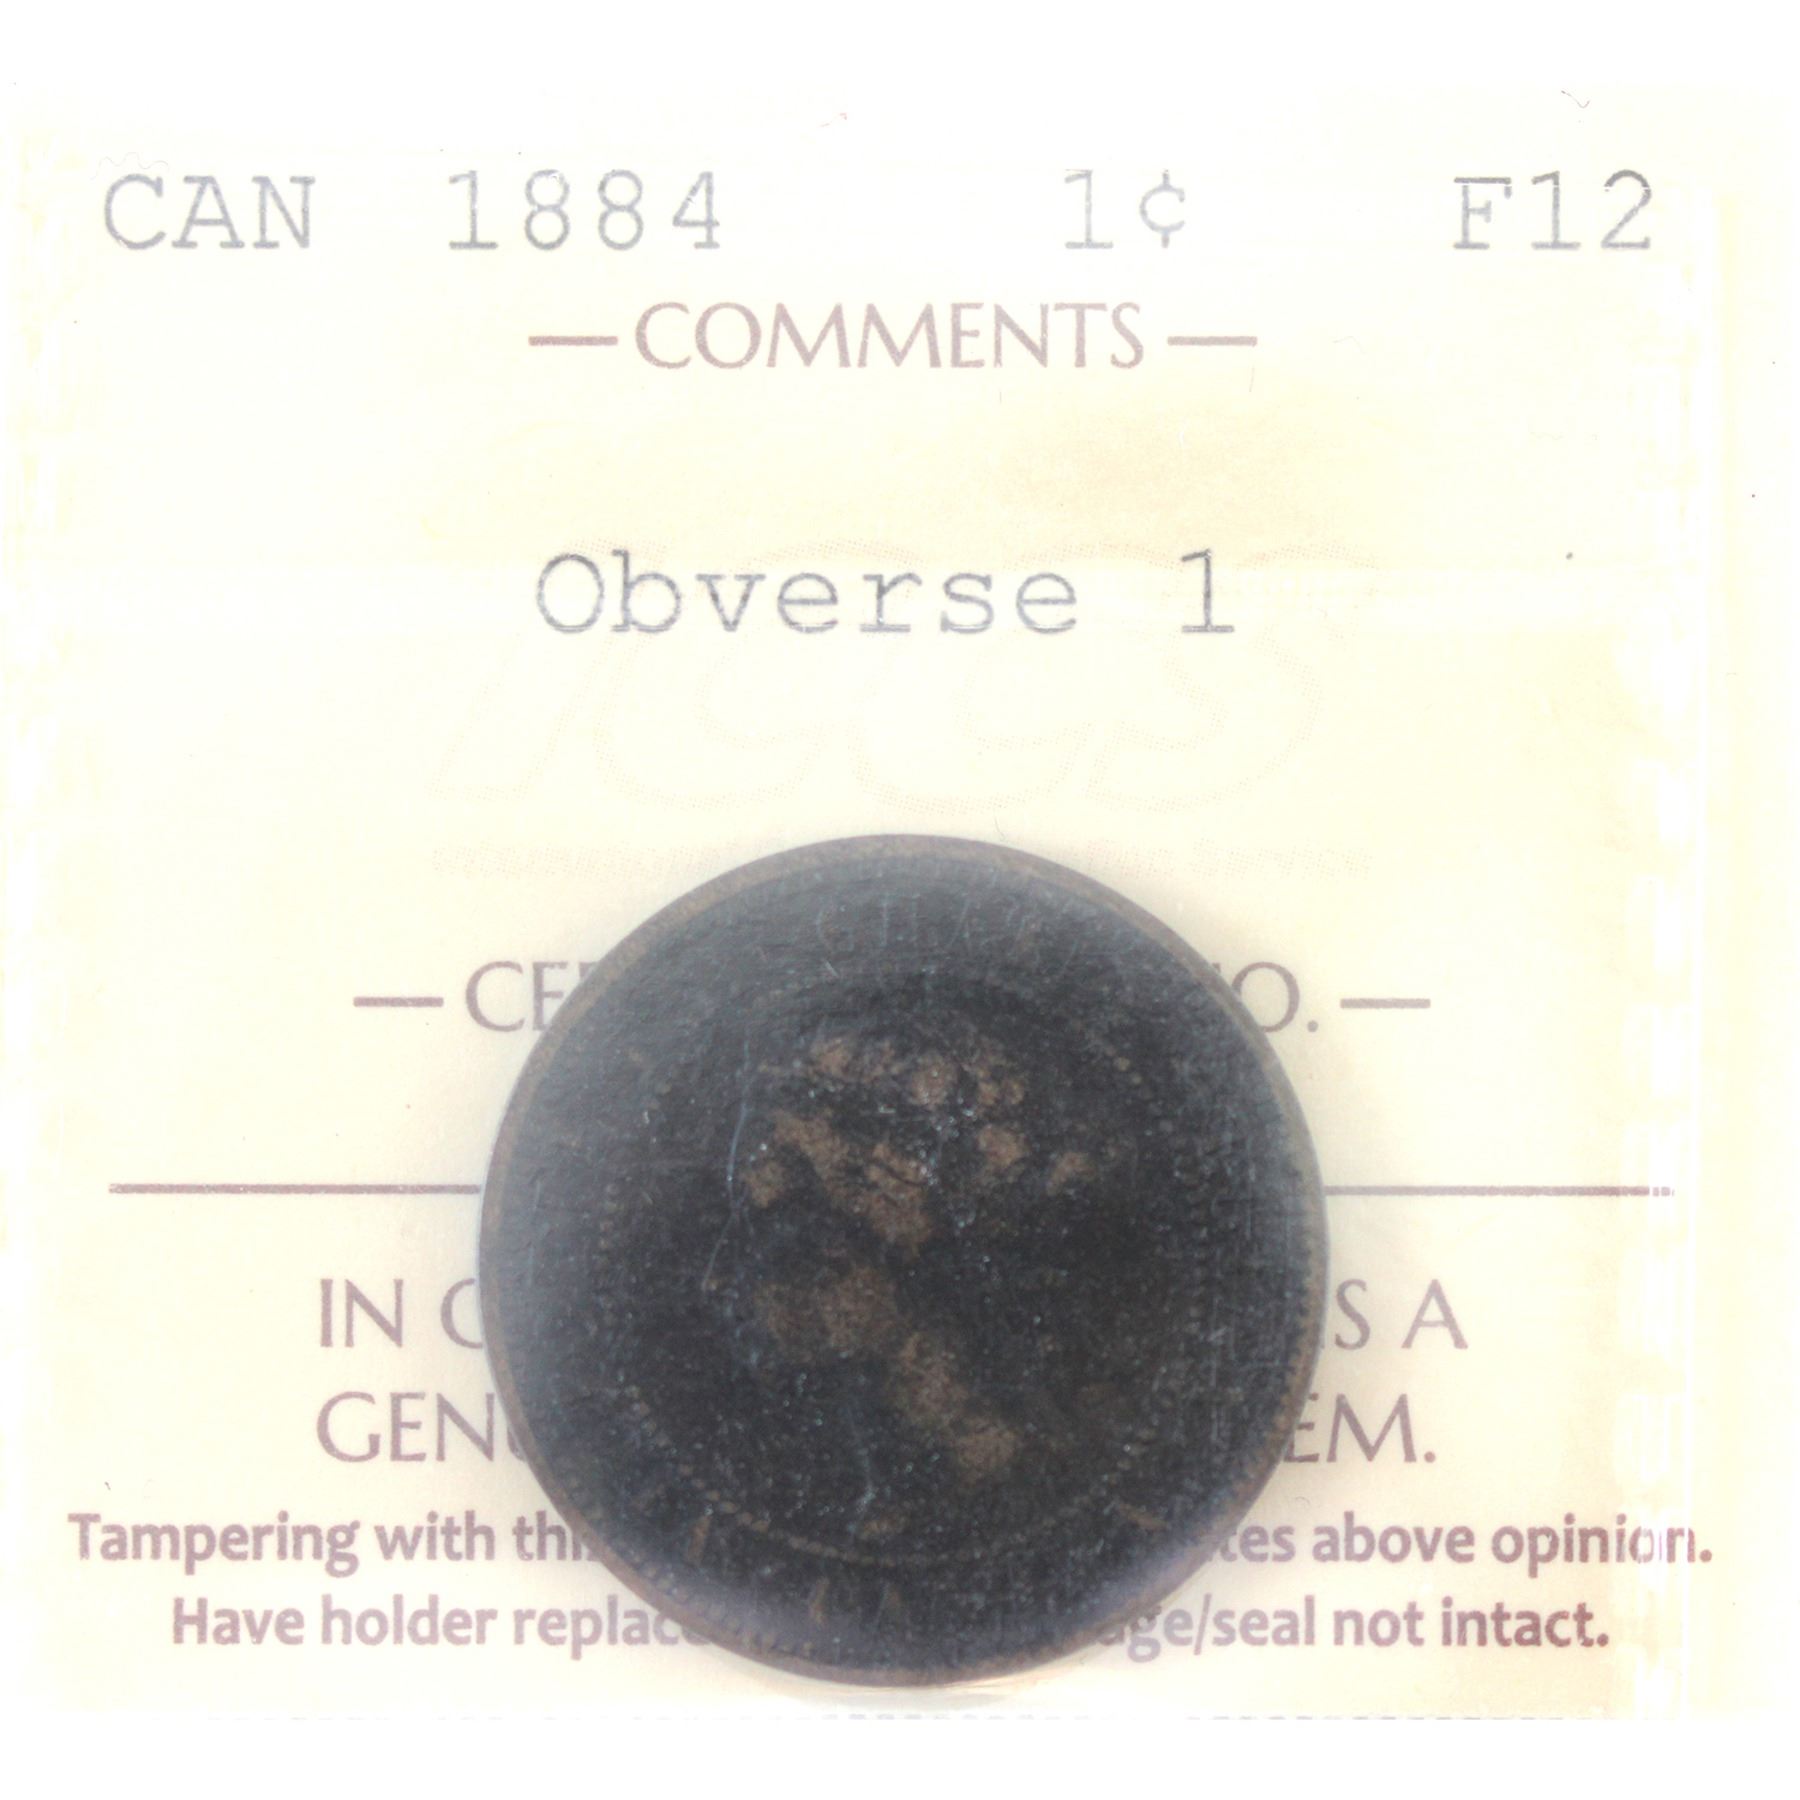 CAN 1884 1¢ F12
— COMMENTS —
Obverse 1
ICCS
— CE O. —
IN S A
GEN EM.
Tampering with thi tes above opinion.
Have holder replac ge/seal not intact.